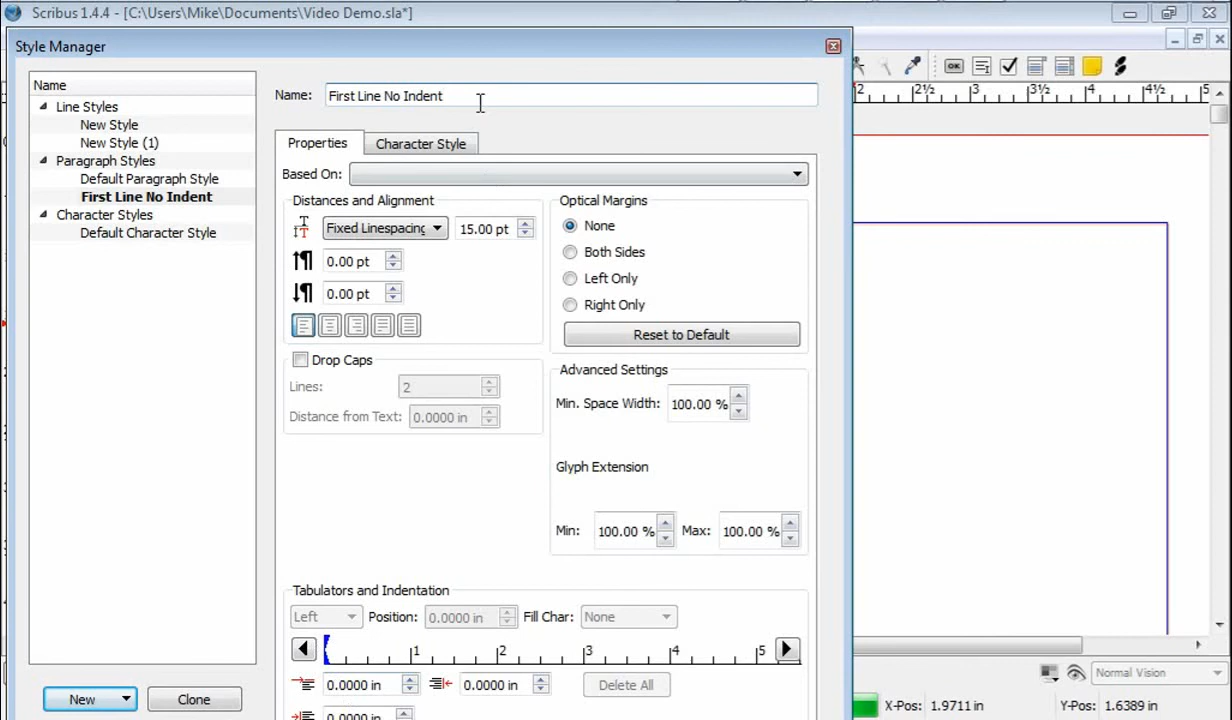 Scribus 1.4.4 - [C:\Users\Mike\Documents\Video Demo.sla*]
Style Manager
Name
Name: First Line No Indent
Line Styles
New Style
New Style (1)
Paragraph Styles
Default Paragraph Style
First Line No Indent
Character Styles
Default Character Style
Properties
Character Style
Based On:
Distances and Alignment
Fixed Linespacing 15.00 pt
0.00 pt
0.00 pt
Optical Margins
None
Both Sides
Left Only
Right Only
Reset to Default
Drop Caps
Lines: 2
Distance from Text: 0.0000 in
Advanced Settings
Min. Space Width: 100.00 %
Glyph Extension
Min: 100.00 % Max: 100.00 %
Tabulators and Indentation
Left Position: 0.0000 in Fill Char: None
1 2 3 4 5
0.0000 in 0.0000 in Delete All
0.0000 in
New Clone
OK
2 2½ 3 3½ 4 4½ 5
Normal Vision
X-Pos: 1.9711 in Y-Pos: 1.6389 in